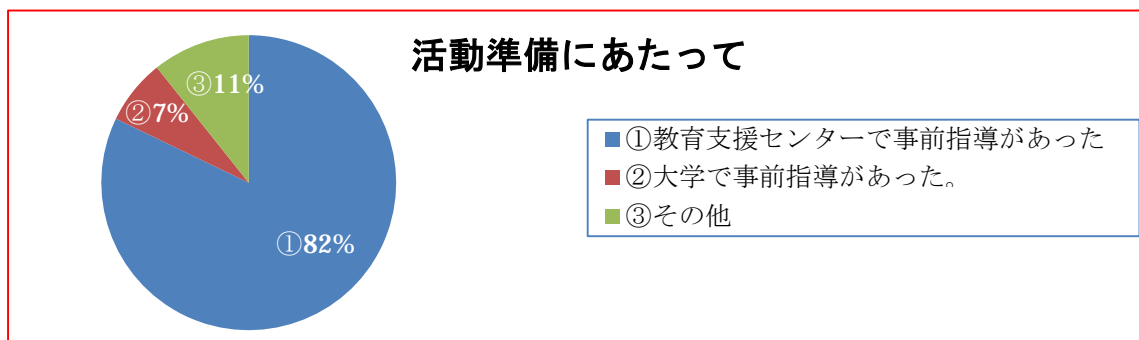 活動準備にあたって
③11%
②7%
①82%
①教育支援センターで事前指導があった
②大学で事前指導があった。
③その他